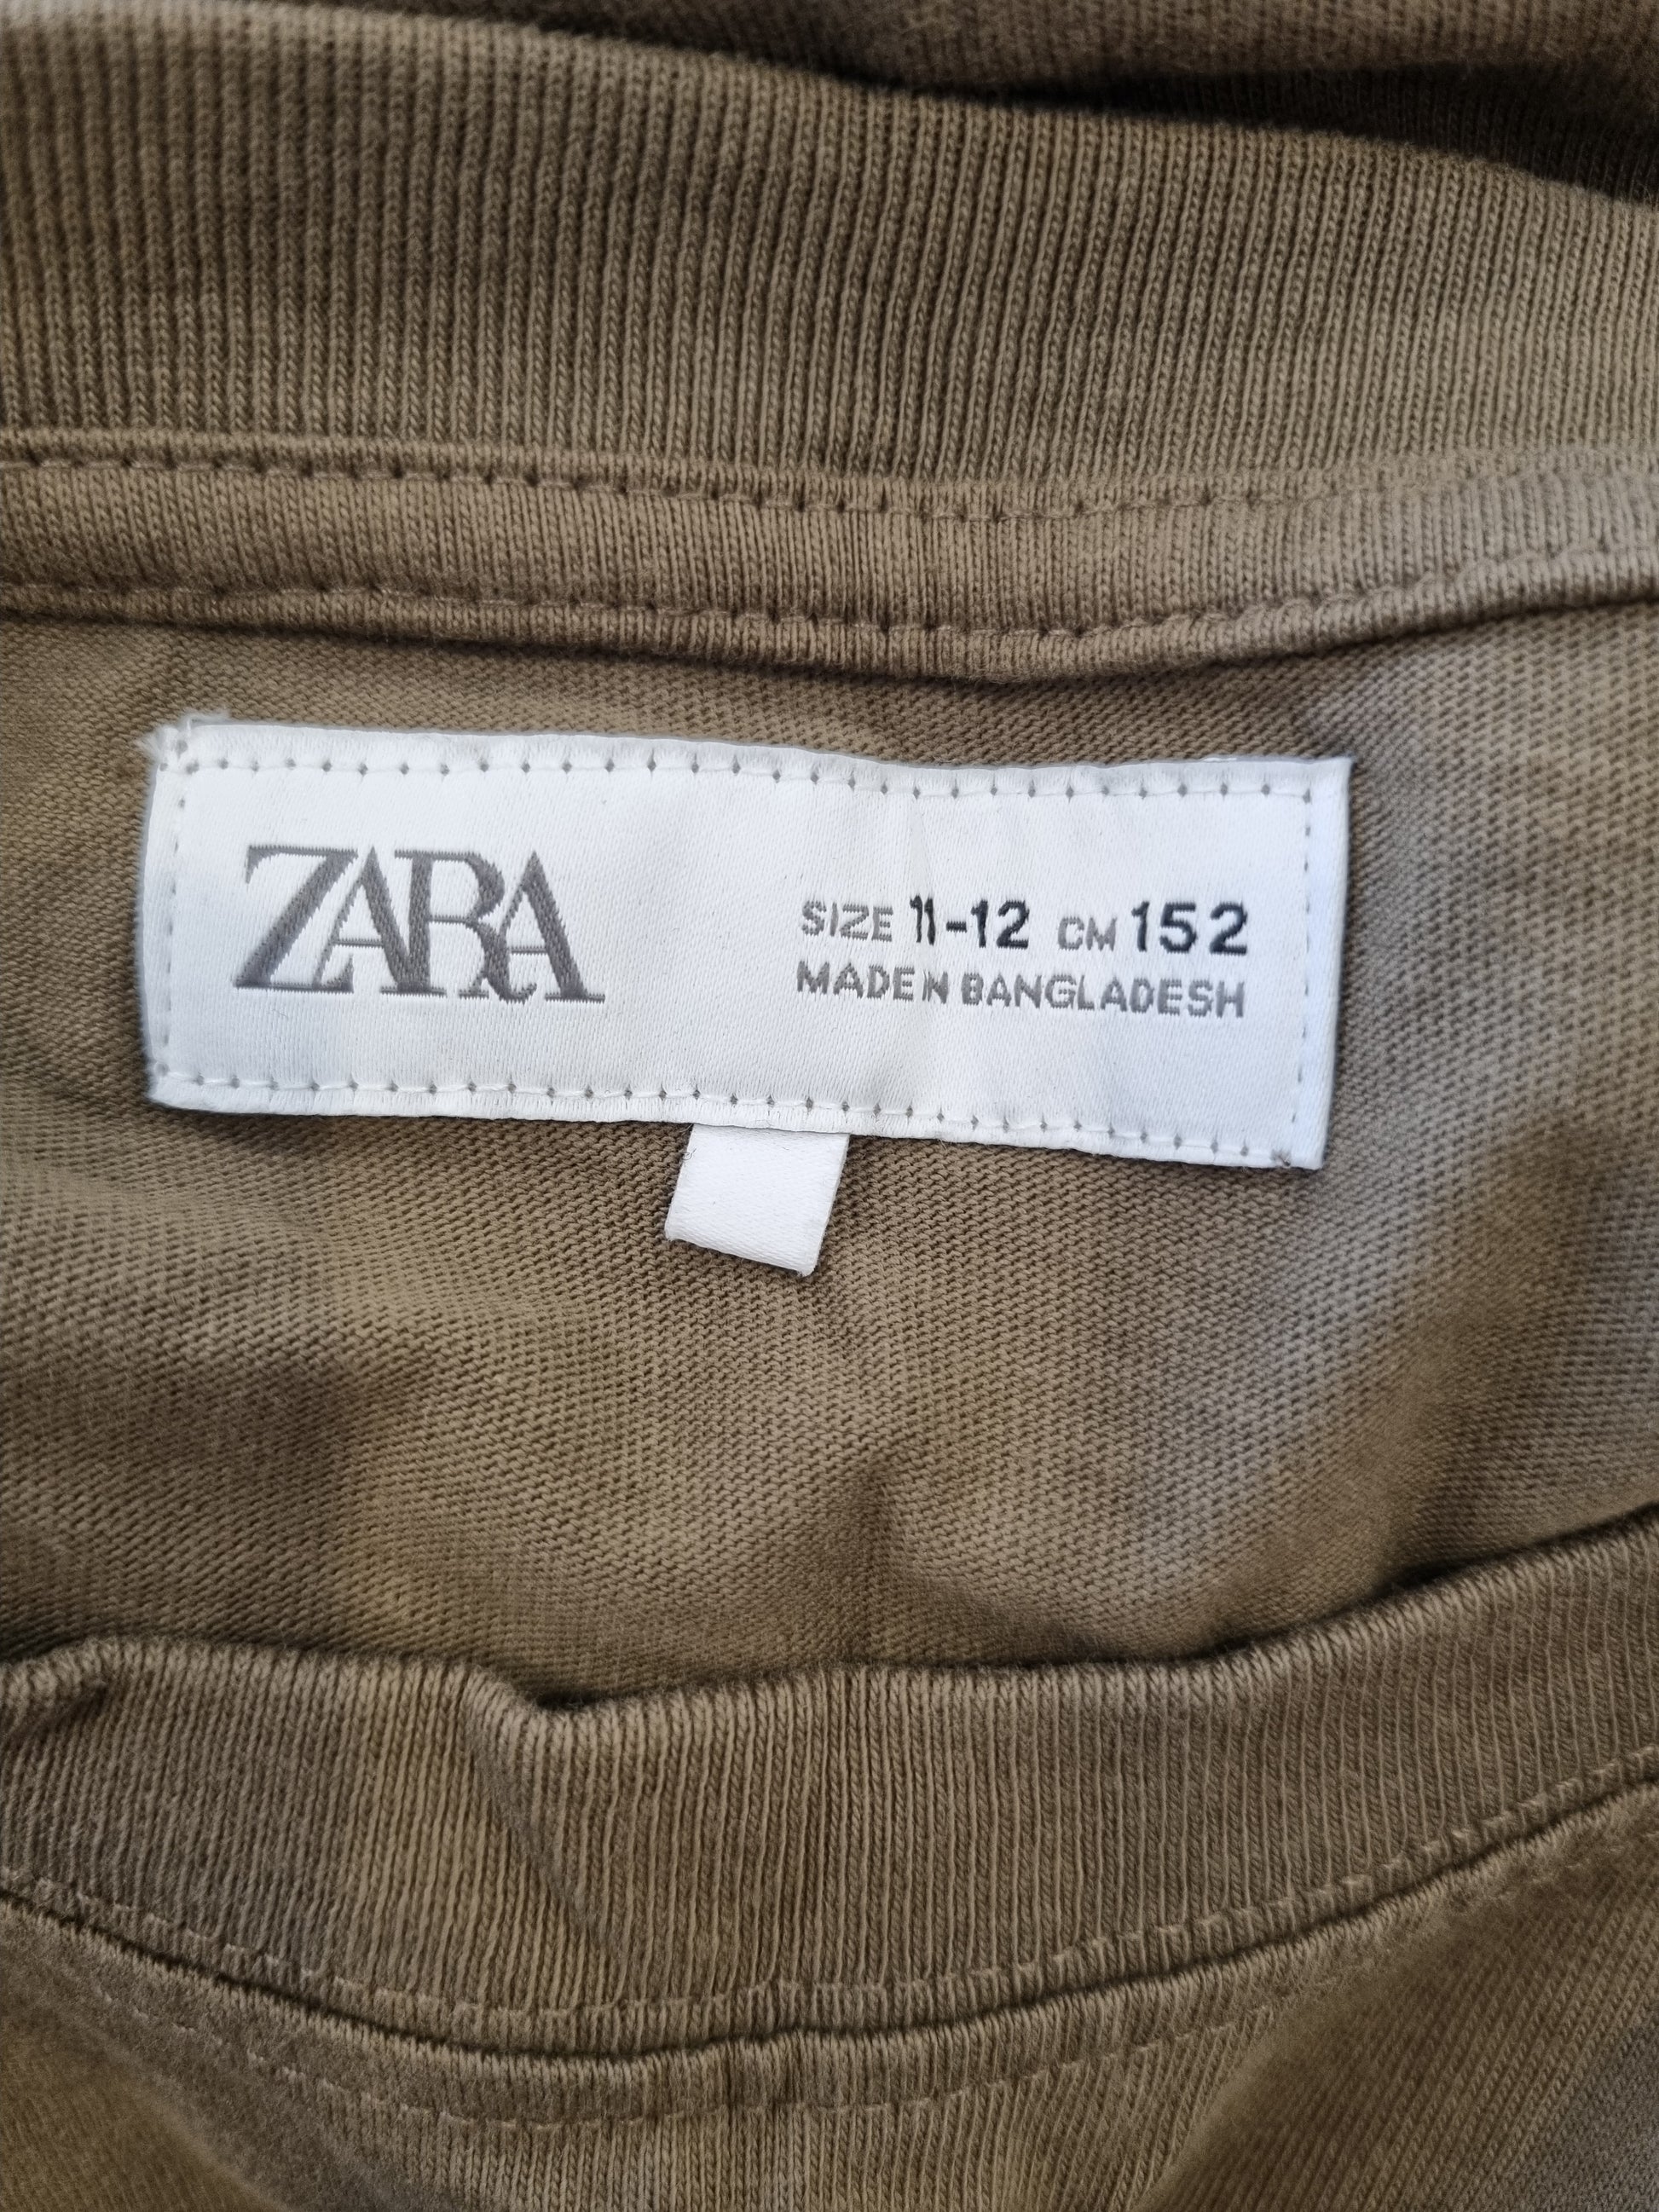 ZARA
SIZE 11-12 CM 152
MADE IN BANGLADESH